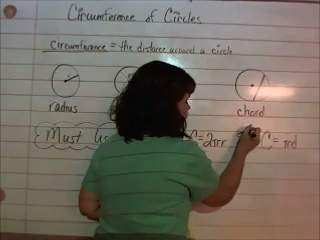 Circumference of Circles
Circumference = the distance around a circle
radius chord
Must C=2πr C=πd